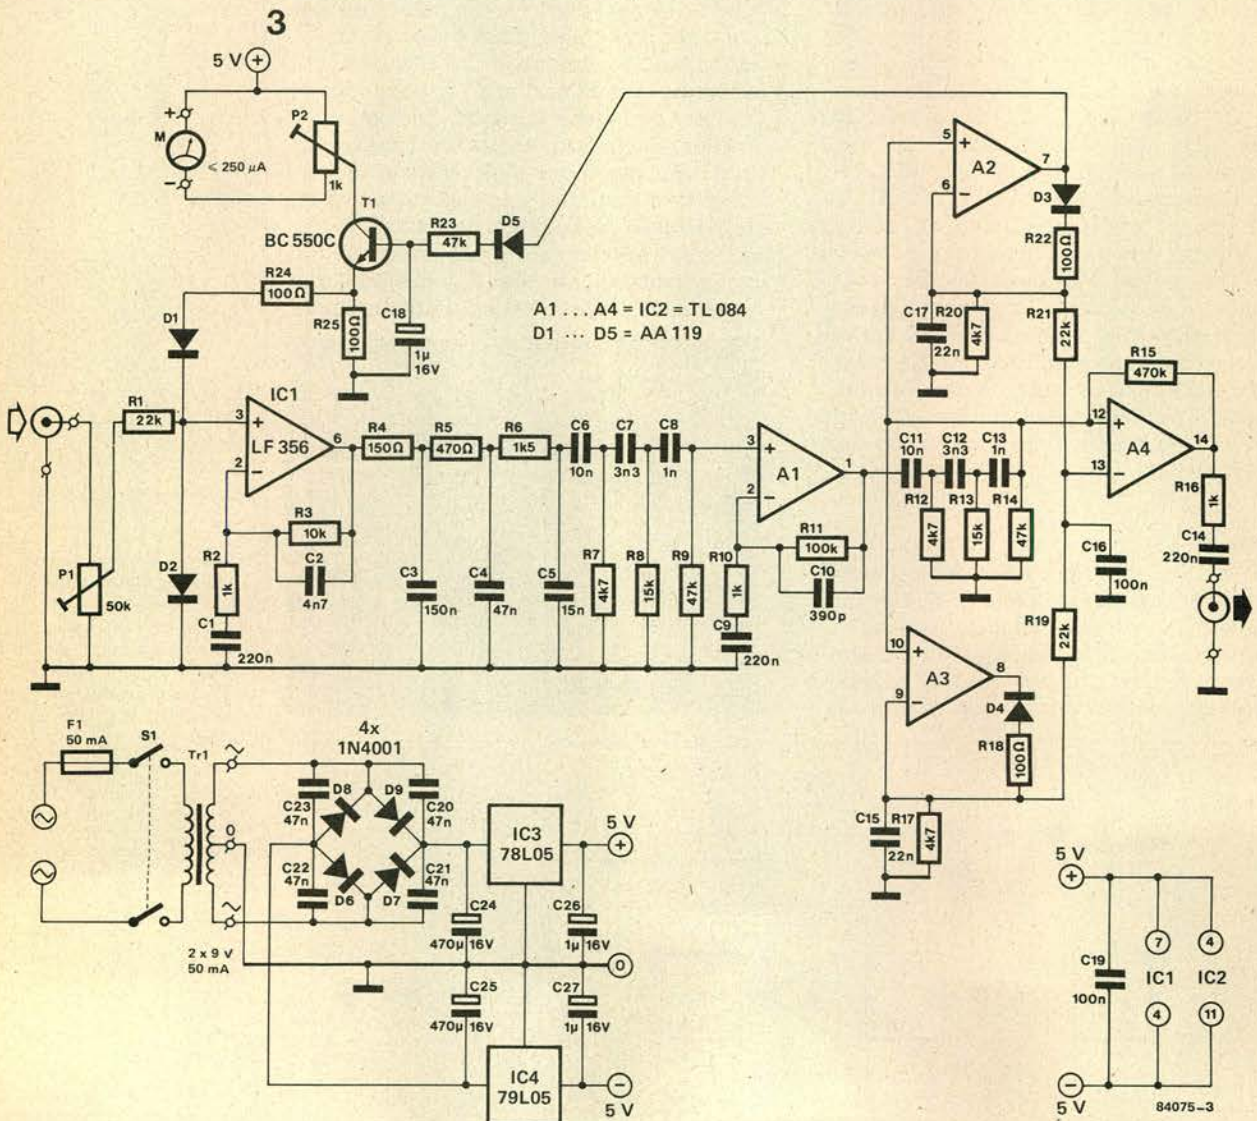 3
5 V +
P2
+
M
≤ 250 µA
–
1k
T1
BC 550C
R23
47k
D5
R24
100Ω
D1
R25
100Ω
C18
1µ
16V
A1 . . . A4 = IC2 = TL 084
D1 ... D5 = AA 119
5
+
A2
7
6
–
D3
R22
100Ω
C17
22n
R20
4k7
R21
22k
R15
470k
R1
22k
IC1
3
+
LF 356
6
2
–
R4
150Ω
R5
470Ω
R6
1k5
C6
10n
C7
3n3
C8
1n
3
+
A1
1
2
–
C11
10n
C12
3n3
C13
1n
12
+
A4
14
13
–
R12
4k7
R13
15k
R14
47k
R16
1k
C14
220n
C16
100n
R3
10k
C2
4n7
R2
1k
C1
220n
P1
50k
D2
C3
150n
C4
47n
C5
15n
R7
4k7
R8
15k
R9
47k
R10
1k
C9
220n
R11
100k
C10
390p
R19
22k
10
+
A3
8
9
–
D4
R18
100Ω
C15
22n
R17
4k7
F1
50 mA
S1
Tr1
0
2 x 9 V
50 mA
4x
1N4001
C23
47n
D8
D9
C20
47n
C22
47n
D6
D7
C21
47n
IC3
78L05
5 V
+
C24
470µ 16V
C26
1µ 16V
0
C25
470µ 16V
C27
1µ 16V
IC4
79L05
–
5 V
5 V
+
C19
100n
7
4
IC1
IC2
4
11
–
5 V
84075-3